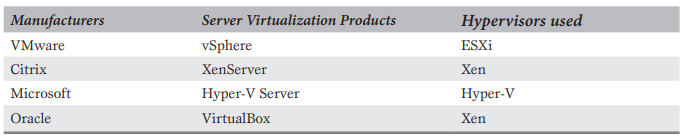 Manufacturers Server Virtualization Products Hypervisors used
VMware vSphere ESXi
Citrix XenServer Xen
Microsoft Hyper-V Server Hyper-V
Oracle VirtualBox Xen